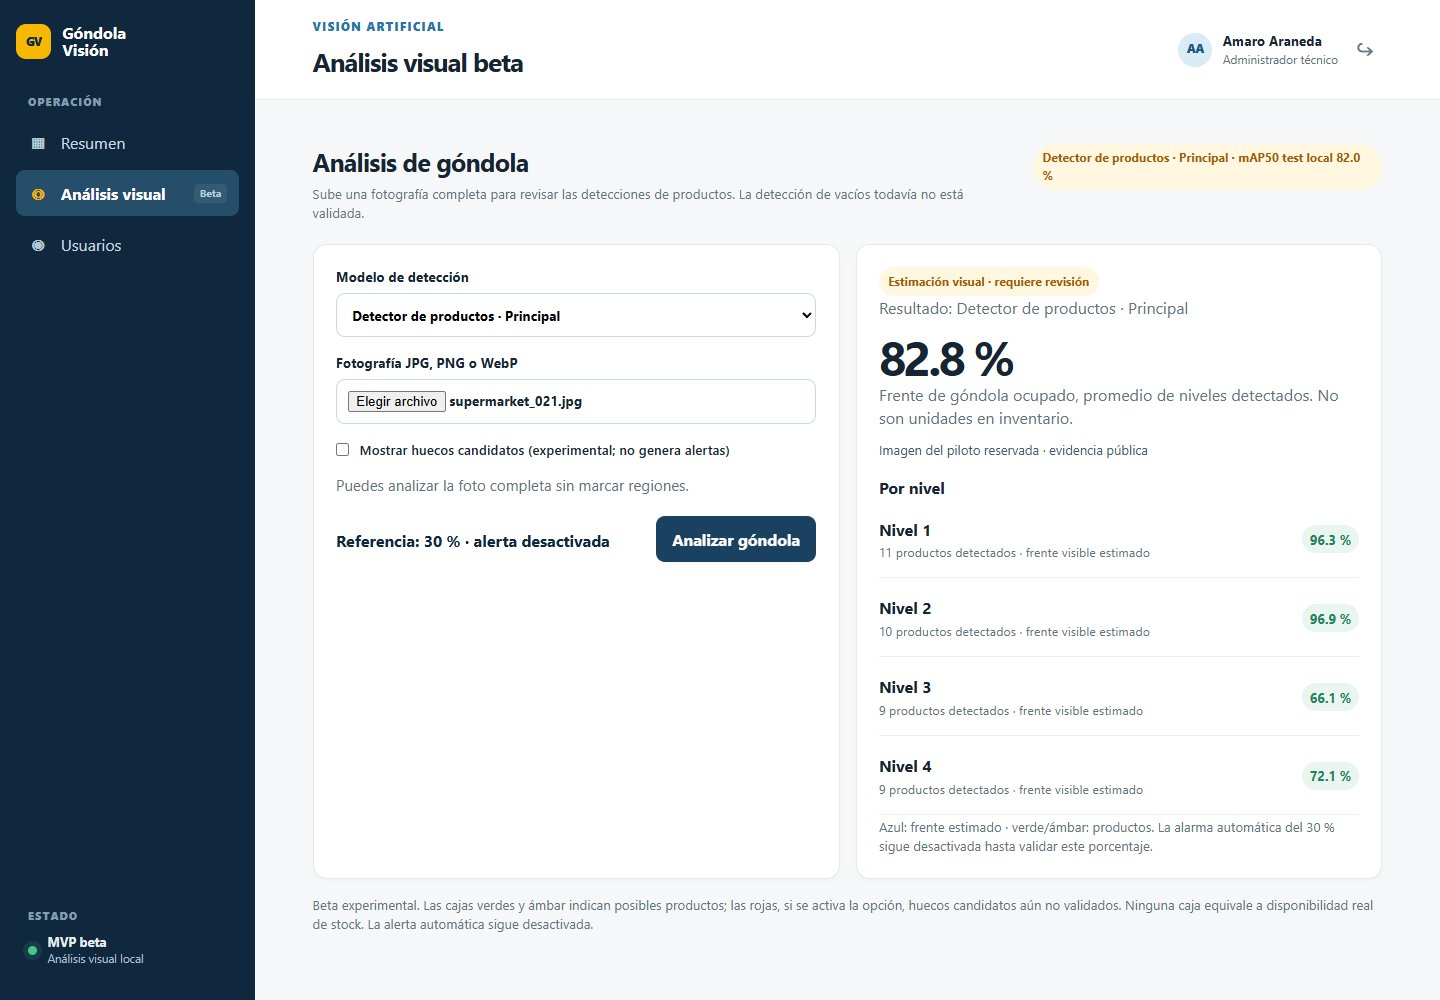 GV
Góndola
Visión
OPERACIÓN
Resumen
Análisis visual
Beta
Usuarios
ESTADO
MVP beta
Análisis visual local
VISIÓN ARTIFICIAL
Análisis visual beta
AA
Amaro Araneda
Administrador técnico
Análisis de góndola
Sube una fotografía completa para revisar las detecciones de productos. La detección de vacíos todavía no está
validada.
Detector de productos · Principal · mAP50 test local 82.0
%
Modelo de detección
Detector de productos · Principal
Fotografía JPG, PNG o WebP
Elegir archivo supermarket_021.jpg
Mostrar huecos candidatos (experimental; no genera alertas)
Puedes analizar la foto completa sin marcar regiones.
Referencia: 30 % · alerta desactivada
Analizar góndola
Estimación visual · requiere revisión
Resultado: Detector de productos · Principal
82.8 %
Frente de góndola ocupado, promedio de niveles detectados. No
son unidades en inventario.
Imagen del piloto reservada · evidencia pública
Por nivel
Nivel 1
11 productos detectados · frente visible estimado
96.3 %
Nivel 2
10 productos detectados · frente visible estimado
96.9 %
Nivel 3
9 productos detectados · frente visible estimado
66.1 %
Nivel 4
9 productos detectados · frente visible estimado
72.1 %
Azul: frente estimado · verde/ámbar: productos. La alarma automática del 30 %
sigue desactivada hasta validar este porcentaje.
Beta experimental. Las cajas verdes y ámbar indican posibles productos; las rojas, si se activa la opción, huecos candidatos aún no validados. Ninguna caja equivale a disponibilidad real
de stock. La alerta automática sigue desactivada.